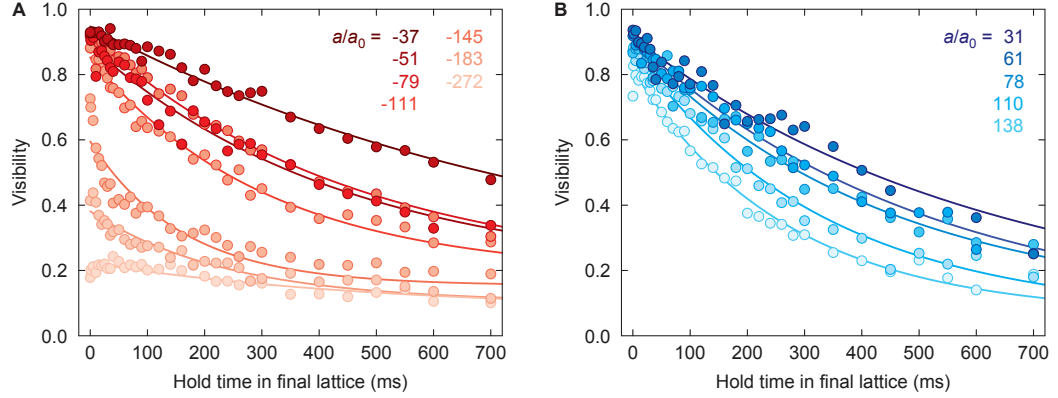 A
1.0
0.8
0.6
0.4
0.2
0.0
Visibility
a/a0 = -37 -145
-51 -183
-79 -272
-111
0 100 200 300 400 500 600 700
Hold time in final lattice (ms)
B
1.0
0.8
0.6
0.4
0.2
0.0
Visibility
a/a0 = 31
61
78
110
138
0 100 200 300 400 500 600 700
Hold time in final lattice (ms)